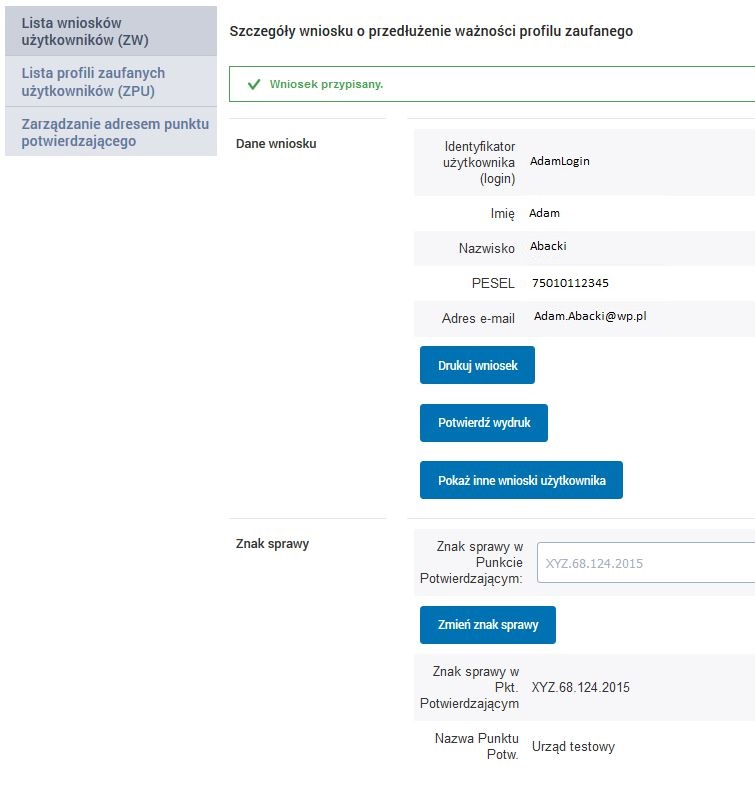 Lista wniosków
użytkowników (ZW)
Lista profili zaufanych
użytkowników (ZPU)
Zarządzanie adresem punktu
potwierdzającego
Szczegóły wniosku o przedłużenie ważności profilu zaufanego
Wniosek przypisany.
Dane wniosku
Identyfikator
użytkownika
(login)
AdamLogin
Imię
Adam
Nazwisko
Abacki
PESEL
75010112345
Adres e-mail
Adam.Abacki@wp.pl
Drukuj wniosek
Potwierdź wydruk
Pokaż inne wnioski użytkownika
Znak sprawy
Znak sprawy w
Punkcie
Potwierdzającym:
XYZ.68.124.2015
Zmień znak sprawy
Znak sprawy w
Pkt.
Potwierdzającym
XYZ.68.124.2015
Nazwa Punktu
Potw.
Urząd testowy